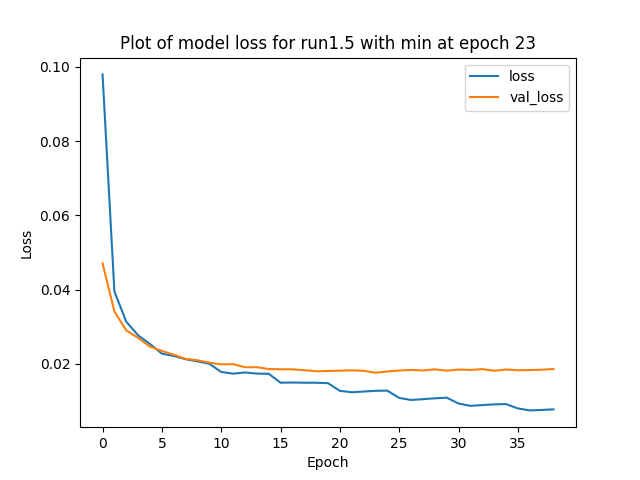 Plot of model loss for run1.5 with min at epoch 23
loss
val_loss
0.10
0.08
0.06
0.04
0.02
Loss
0 5 10 15 20 25 30 35
Epoch